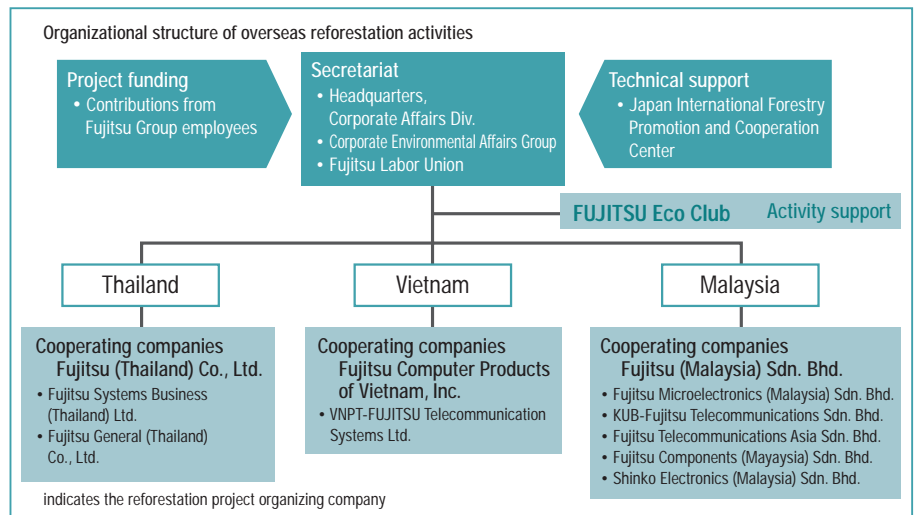 Organizational structure of overseas reforestation activities
Project funding
• Contributions from
Fujitsu Group employees
Secretariat
• Headquarters,
Corporate Affairs Div.
• Corporate Environmental Affairs Group
• Fujitsu Labor Union
Technical support
• Japan International Forestry
Promotion and Cooperation
Center
FUJITSU Eco Club Activity support
Thailand
Vietnam
Malaysia
Cooperating companies
Fujitsu (Thailand) Co., Ltd.
• Fujitsu Systems Business
(Thailand) Ltd.
• Fujitsu General (Thailand)
Co., Ltd.
Cooperating companies
Fujitsu Computer Products
of Vietnam, Inc.
• VNPT-FUJITSU Telecommunication
Systems Ltd.
Cooperating companies
Fujitsu (Malaysia) Sdn. Bhd.
• Fujitsu Microelectronics (Malaysia) Sdn. Bhd.
• KUB-Fujitsu Telecommunications Sdn. Bhd.
• Fujitsu Telecommunications Asia Sdn. Bhd.
• Fujitsu Components (Mayaysia) Sdn. Bhd.
• Shinko Electronics (Malaysia) Sdn. Bhd.
indicates the reforestation project organizing company